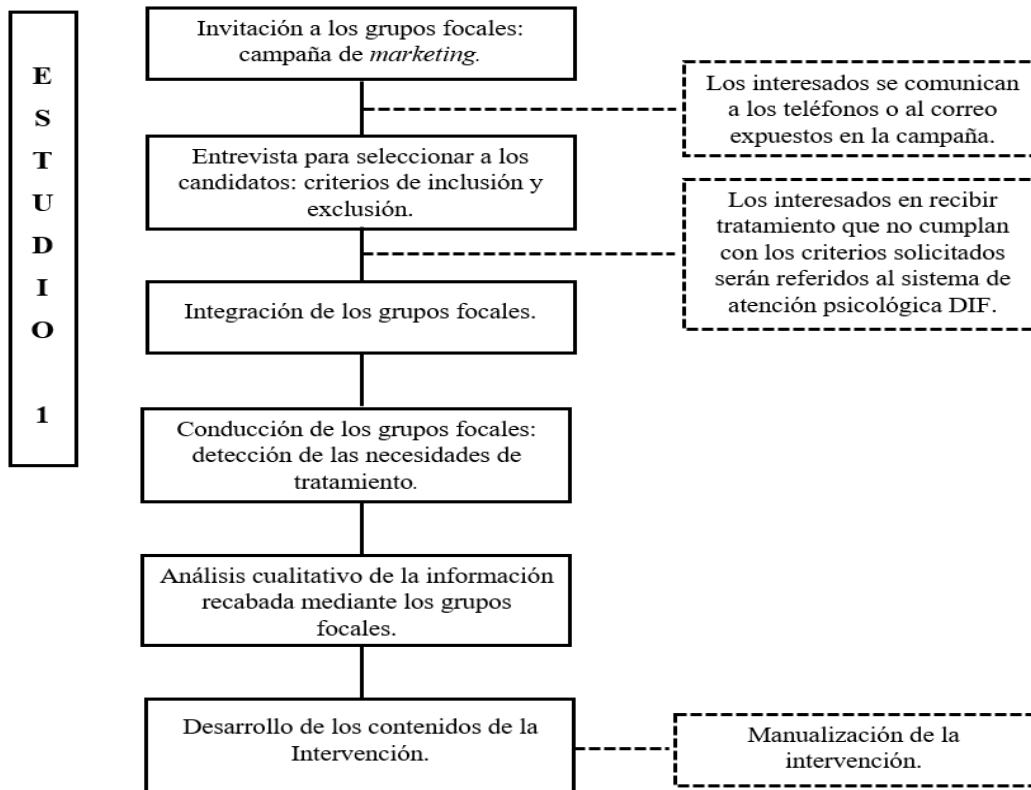 ESTUDIO 1
Invitación a los grupos focales:
campaña de marketing.
Los interesados se comunican
a los teléfonos o al correo
expuestos en la campaña.
Entrevista para seleccionar a los
candidatos: criterios de inclusión y
exclusión.
Los interesados en recibir
tratamiento que no cumplan
con los criterios solicitados
serán referidos al sistema de
atención psicológica DIF.
Integración de los grupos focales.
Conducción de los grupos focales:
detección de las necesidades de
tratamiento.
Análisis cualitativo de la información
recabada mediante los grupos
focales.
Desarrollo de los contenidos de la
Intervención.
Manualización de la
intervención.